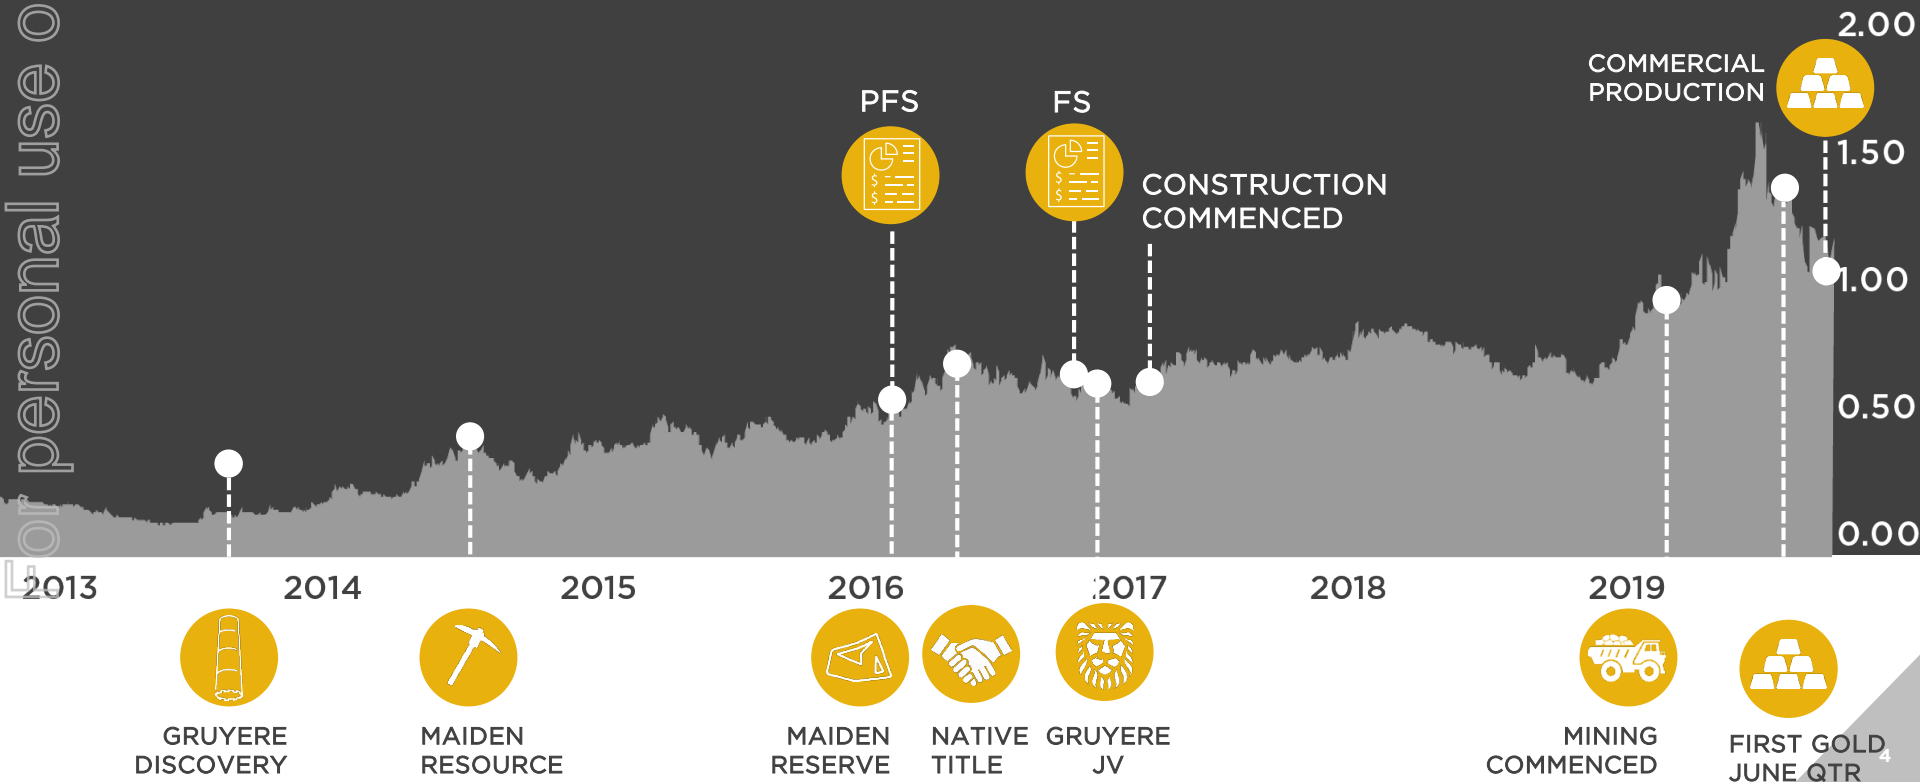 For personal use o
2.00
COMMERCIAL
PRODUCTION
PFS
FS
1.50
CONSTRUCTION
COMMENCED
1.00
0.50
0.00
2013
2014
2015
2016
2017
2018
2019
GRUYERE
DISCOVERY
MAIDEN
RESOURCE
MAIDEN
RESERVE
NATIVE
TITLE
GRUYERE
JV
MINING
COMMENCED
FIRST GOLD
JUNE QTR
4